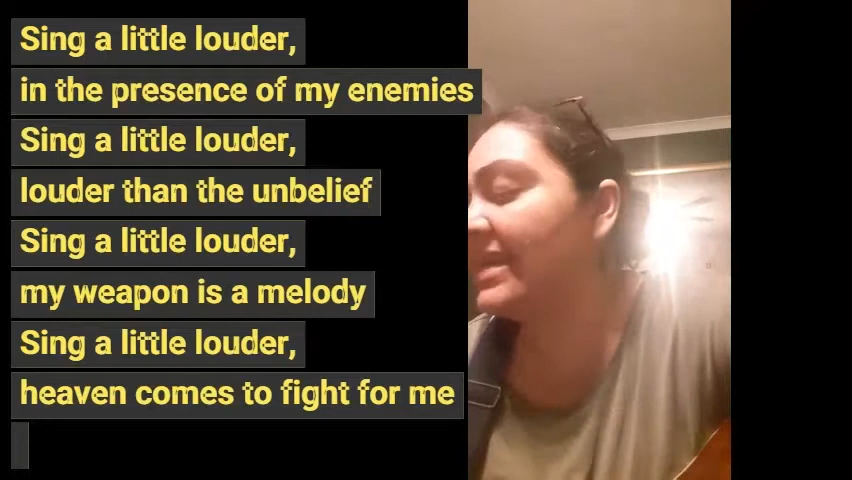 Sing a little louder,
in the presence of my enemies
Sing a little louder,
louder than the unbelief
Sing a little louder,
my weapon is a melody
Sing a little louder,
heaven comes to fight for me